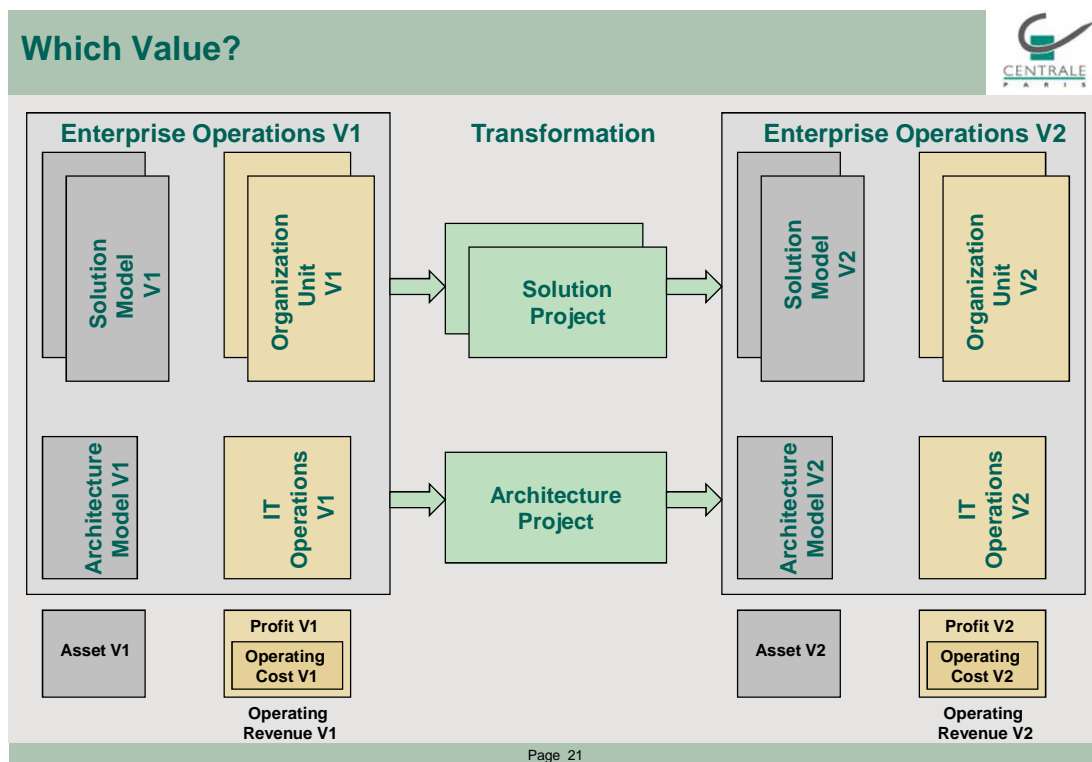 Which Value?
CENTRALE
PARIS
Enterprise Operations V1
Transformation
Enterprise Operations V2
Solution
Model
V1
Organization
Unit
V1
Solution
Project
Solution
Model
V2
Organization
Unit
V2
Architecture
Model V1
IT
Operations
V1
Architecture
Project
Architecture
Model V2
IT
Operations
V2
Asset V1
Profit V1
Operating
Cost V1
Operating
Revenue V1
Asset V2
Profit V2
Operating
Cost V2
Operating
Revenue V2
Page 21